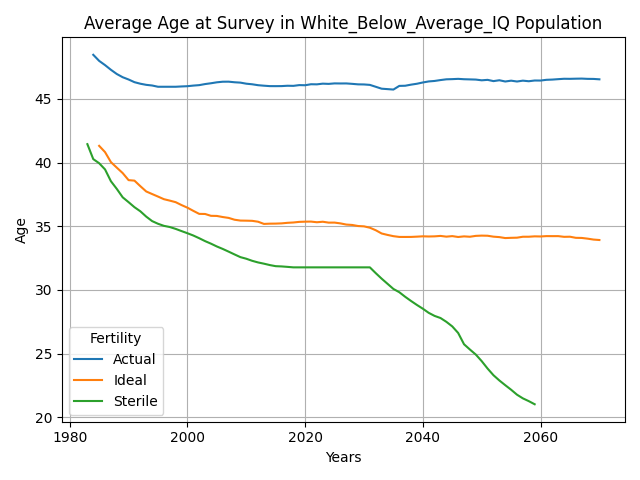 Average Age at Survey in White_Below_Average_IQ Population
Age
45
40
35
30
25
20
Fertility
Actual
Ideal
Sterile
1980
2000
2020
2040
2060
Years